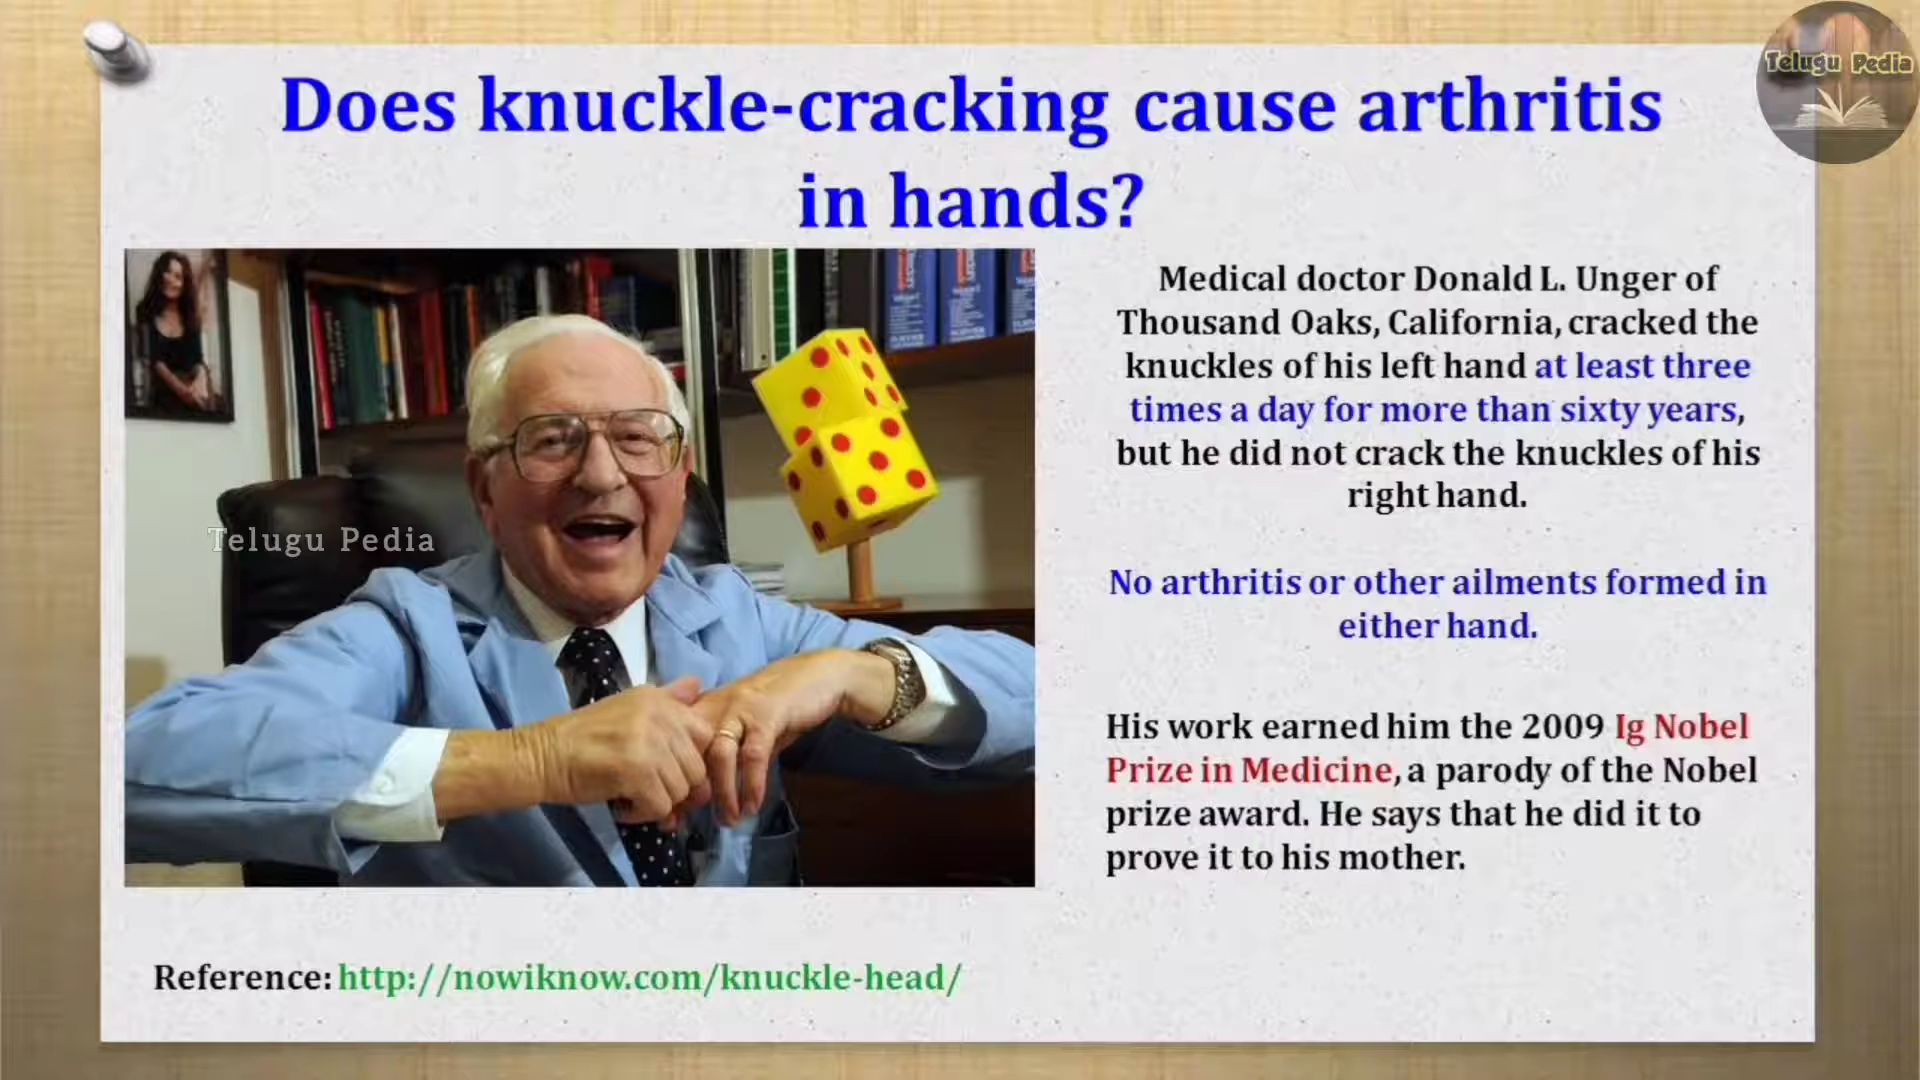 Telugu Pedia
Does knuckle-cracking cause arthritis
in hands?
Medical doctor Donald L. Unger of
Thousand Oaks, California, cracked the
knuckles of his left hand at least three
times a day for more than sixty years,
but he did not crack the knuckles of his
right hand.
Telugu Pedia
No arthritis or other ailments formed in
either hand.
His work earned him the 2009 Ig Nobel
Prize in Medicine, a parody of the Nobel
prize award. He says that he did it to
prove it to his mother.
Reference: http://nowiknow.com/knuckle-head/